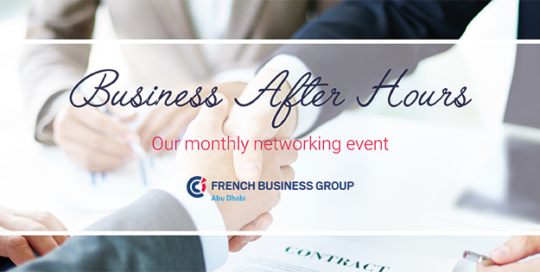 Business After Hours
Our monthly networking event
FRENCH BUSINESS GROUP
Abu Dhabi
CONTRACT